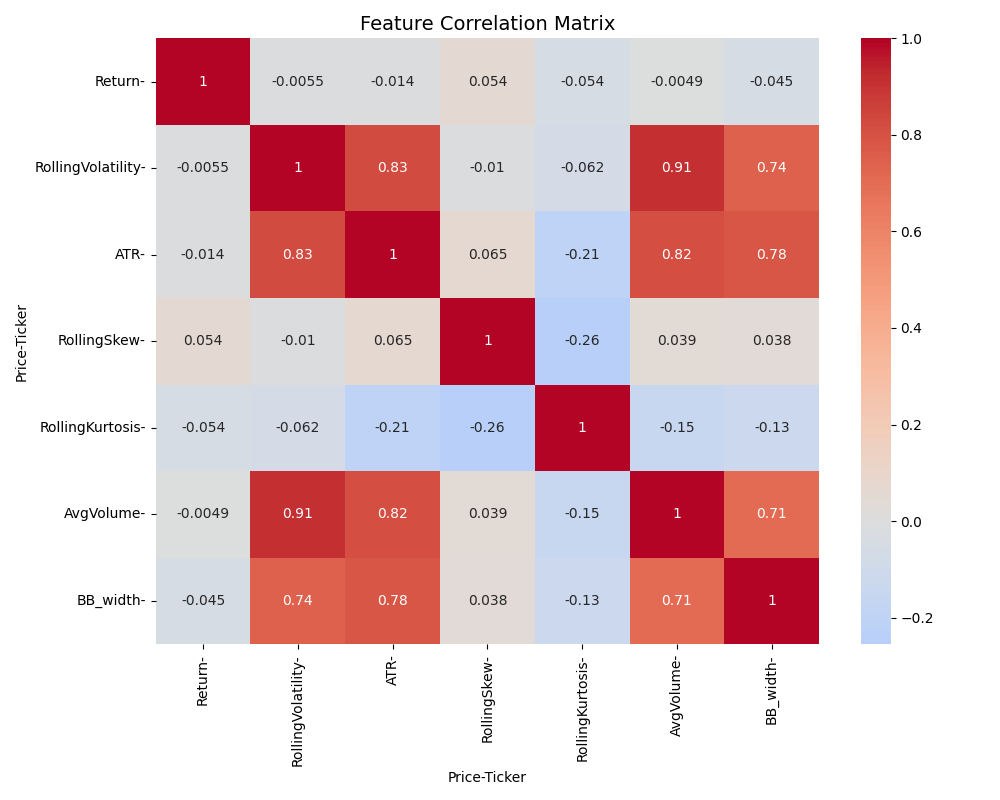 Feature Correlation Matrix
Price-Ticker
Return- 1 -0.0055 -0.014 0.054 -0.054 -0.0049 -0.045
RollingVolatility- -0.0055 1 0.83 -0.01 -0.062 0.91 0.74
ATR- -0.014 0.83 1 0.065 -0.21 0.82 0.78
RollingSkew- 0.054 -0.01 0.065 1 -0.26 0.039 0.038
RollingKurtosis- -0.054 -0.062 -0.21 -0.26 1 -0.15 -0.13
AvgVolume- -0.0049 0.91 0.82 0.039 -0.15 1 0.71
BB_width- -0.045 0.74 0.78 0.038 -0.13 0.71 1
Return- RollingVolatility- ATR- RollingSkew- RollingKurtosis- AvgVolume- BB_width-
Price-Ticker
1.0
0.8
0.6
0.4
0.2
0.0
−0.2